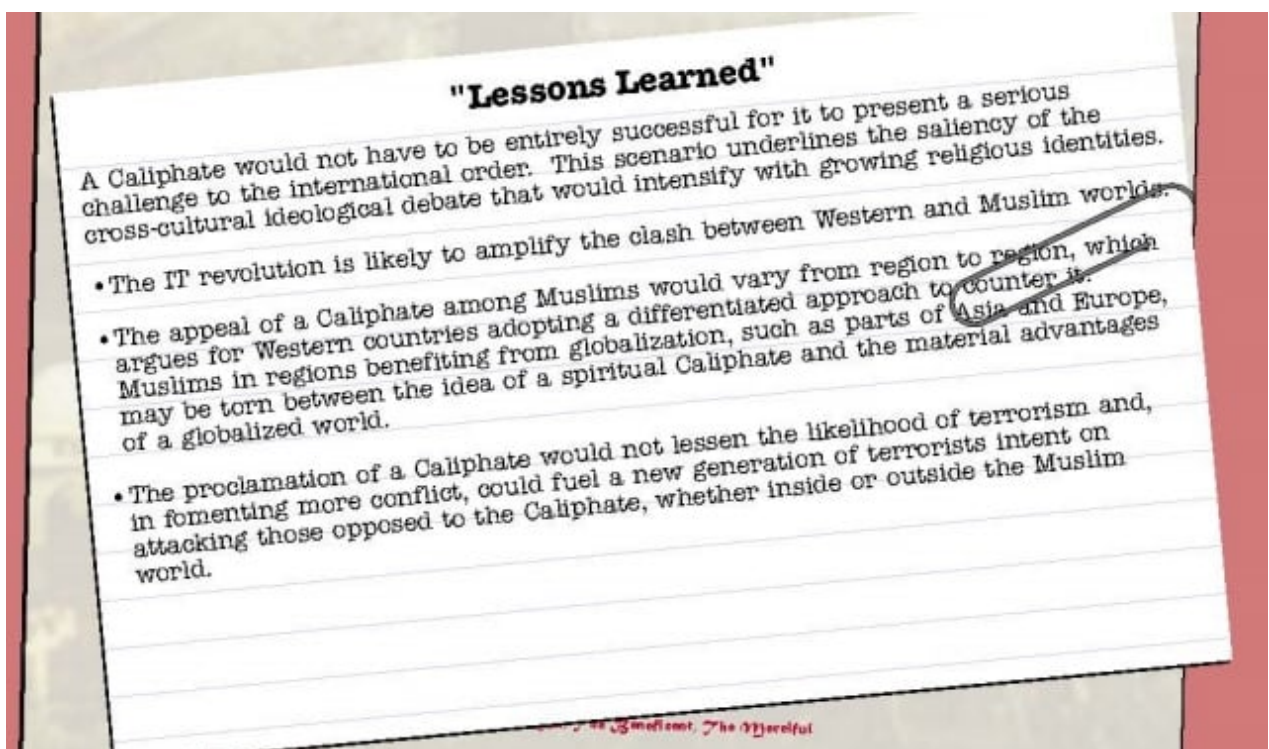 "Lessons Learned"
A Caliphate would not have to be entirely successful for it to present a serious
challenge to the international order. This scenario underlines the saliency of the
cross-cultural ideological debate that would intensify with growing religious identities.
•The IT revolution is likely to amplify the clash between Western and Muslim worlds.
•The appeal of a Caliphate among Muslims would vary from region to region, which
argues for Western countries adopting a differentiated approach to counter it.
Muslims in regions benefiting from globalization, such as parts of Asia and Europe,
may be torn between the idea of a spiritual Caliphate and the material advantages
of a globalized world.
•The proclamation of a Caliphate would not lessen the likelihood of terrorism and,
in fomenting more conflict, could fuel a new generation of terrorists intent on
attacking those opposed to the Caliphate, whether inside or outside the Muslim
world.
Beneficent, The Merciful